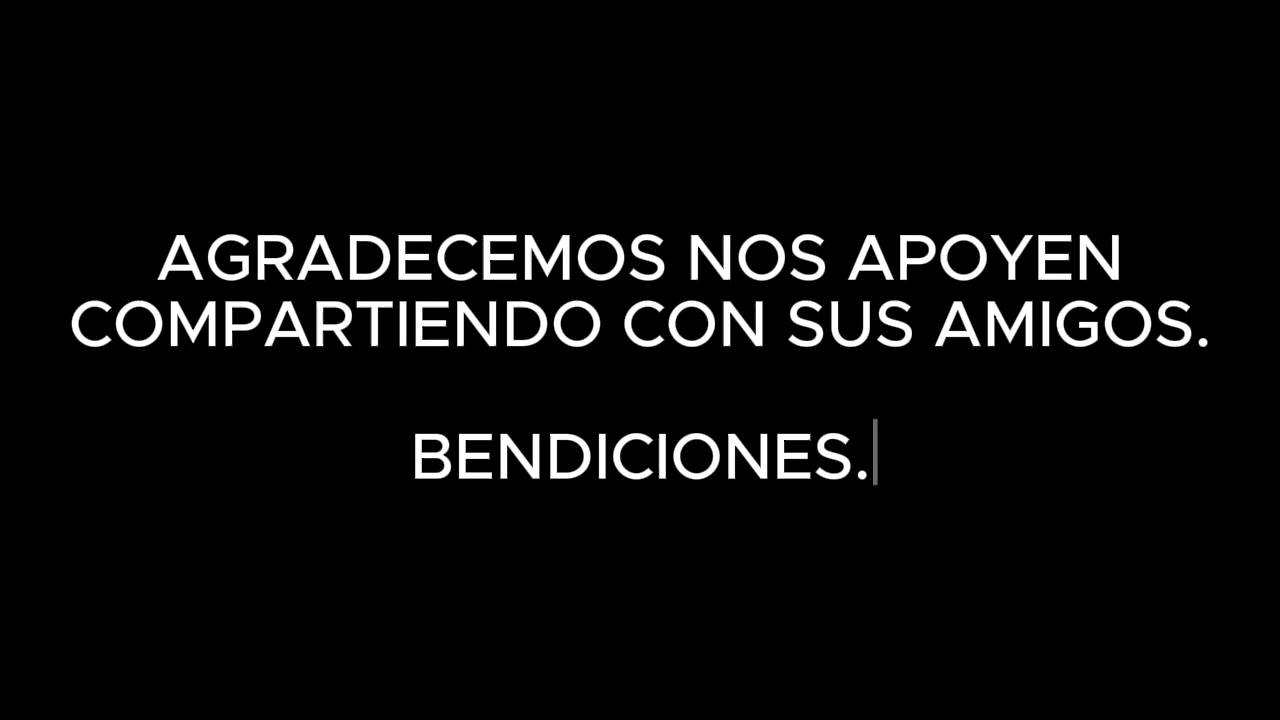 AGRADECEMOS NOS APOYEN
COMPARTIENDO CON SUS AMIGOS.
BENDICIONES.